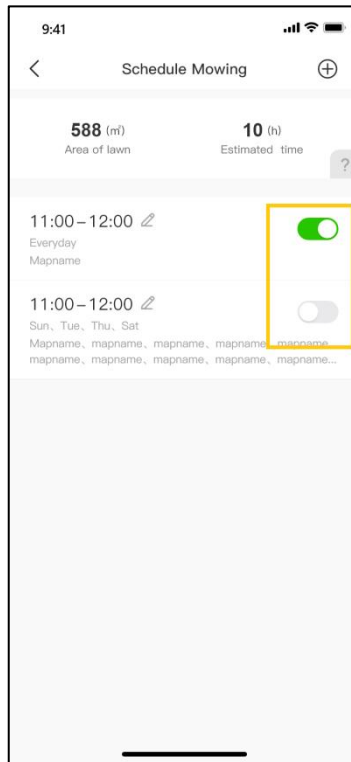 9:41
Schedule Mowing
588 (㎡) 10 (h)
Area of lawn Estimated time
?
11:00–12:00
Everyday
Mapname
11:00–12:00
Sun、Tue、Thu、Sat
Mapname、mapname、mapname、mapname、mapname、
mapname、mapname、mapname、mapname、mapname...